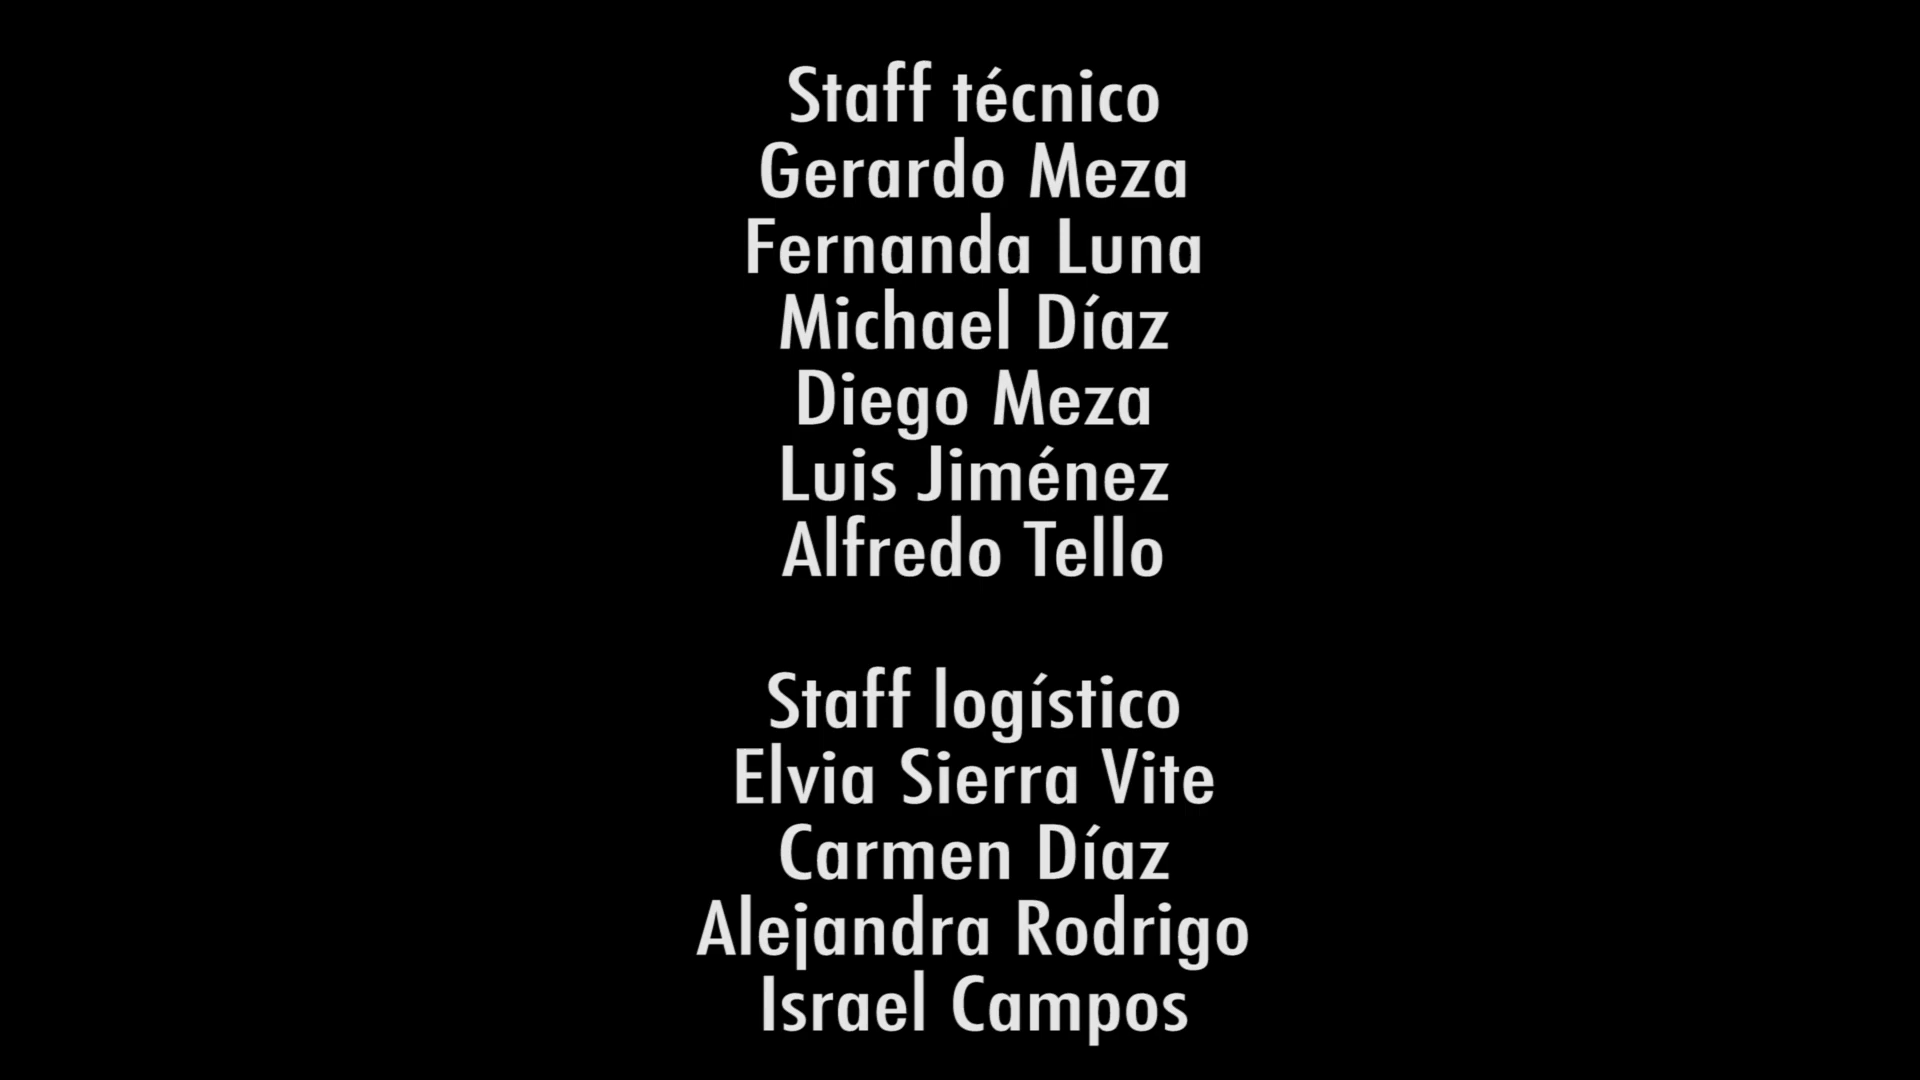 Staff técnico
Gerardo Meza
Fernanda Luna
Michael Díaz
Diego Meza
Luis Jiménez
Alfredo Tello
Staff logístico
Elvia Sierra Vite
Carmen Díaz
Alejandra Rodrigo
Israel Campos